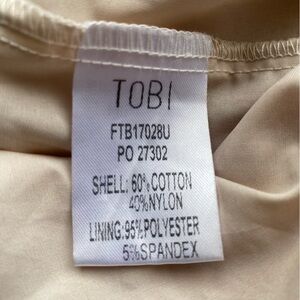 TOBI
FTB17028U
PO 27302
SHELL: 60%COTTON
40%NYLON
LINING:95%POLYESTER
5%SPANDEX